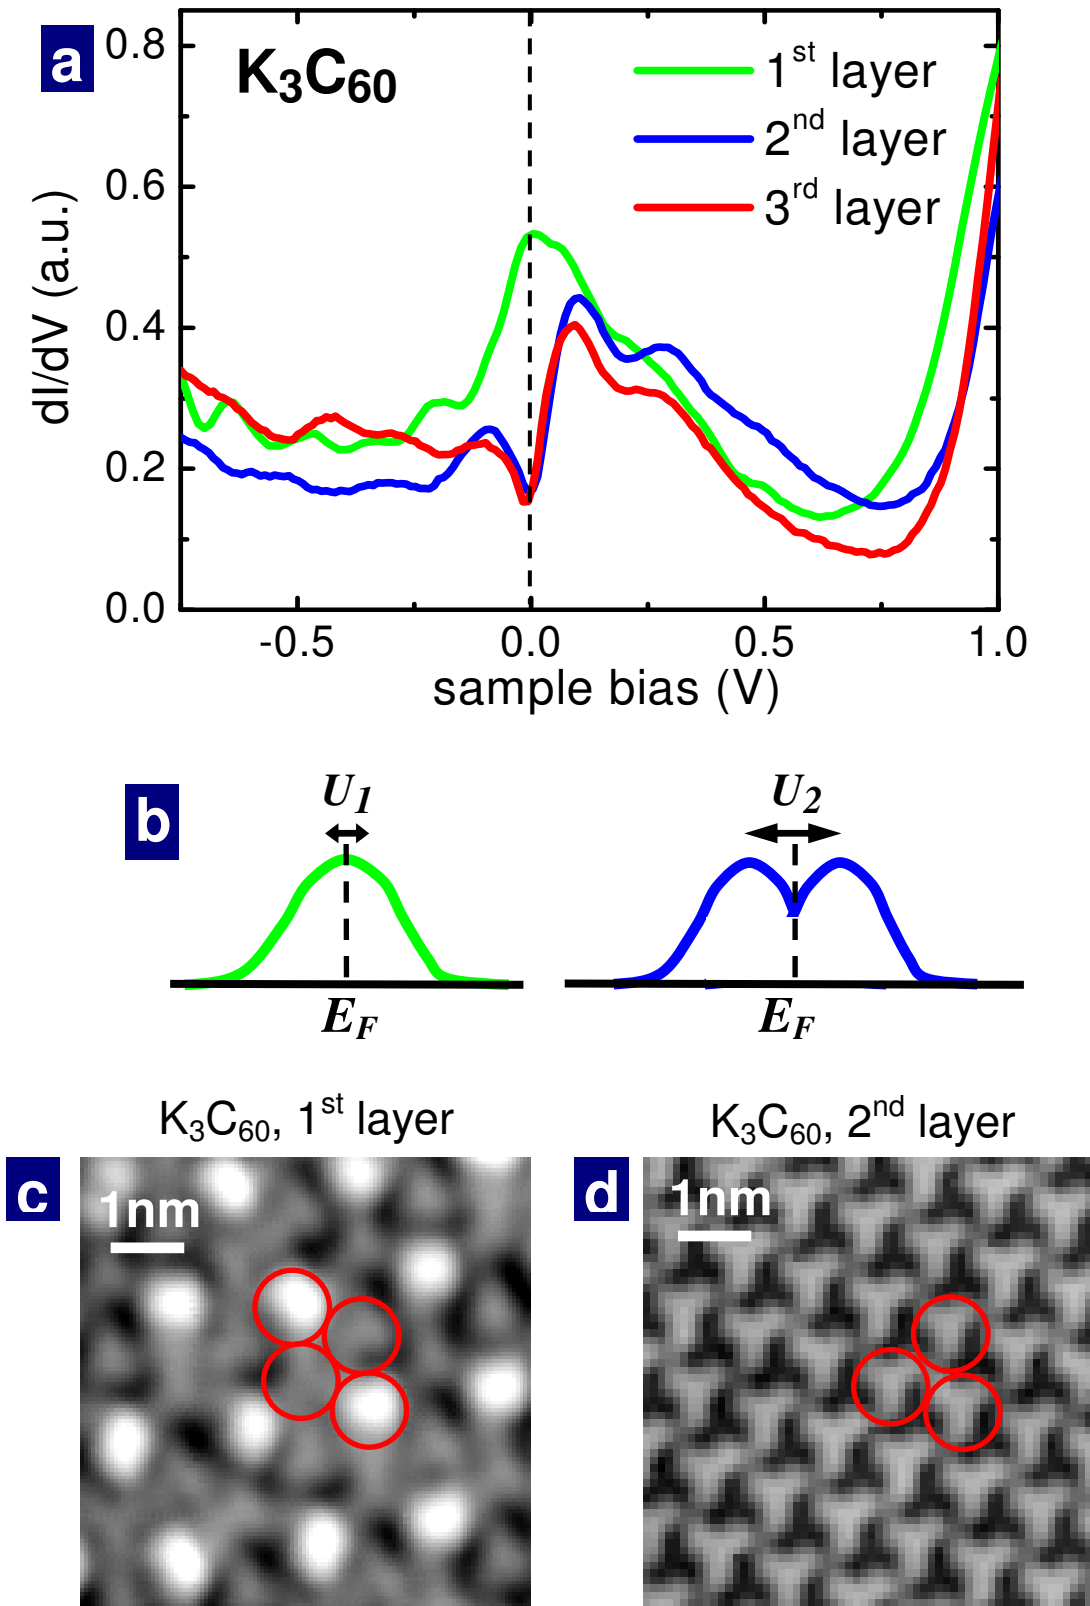 a
K₃C₆₀
1st layer
2nd layer
3rd layer
dI/dV (a.u.)
0.8
0.6
0.4
0.2
0.0
-0.5 0.0 0.5 1.0
sample bias (V)
b
U₁ U₂
E_F E_F
K₃C₆₀, 1st layer
K₃C₆₀, 2nd layer
c
1nm
d
1nm